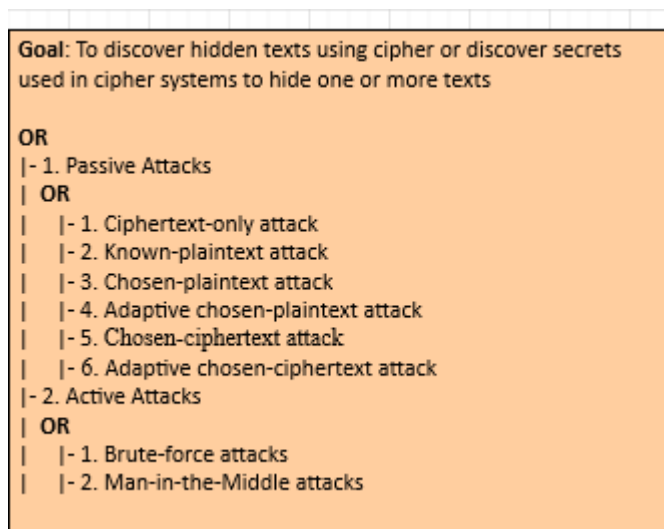 Goal: To discover hidden texts using cipher or discover secrets
used in cipher systems to hide one or more texts
OR
|- 1. Passive Attacks
| OR
| |- 1. Ciphertext-only attack
| |- 2. Known-plaintext attack
| |- 3. Chosen-plaintext attack
| |- 4. Adaptive chosen-plaintext attack
| |- 5. Chosen-ciphertext attack
| |- 6. Adaptive chosen-ciphertext attack
|- 2. Active Attacks
| OR
| |- 1. Brute-force attacks
| |- 2. Man-in-the-Middle attacks